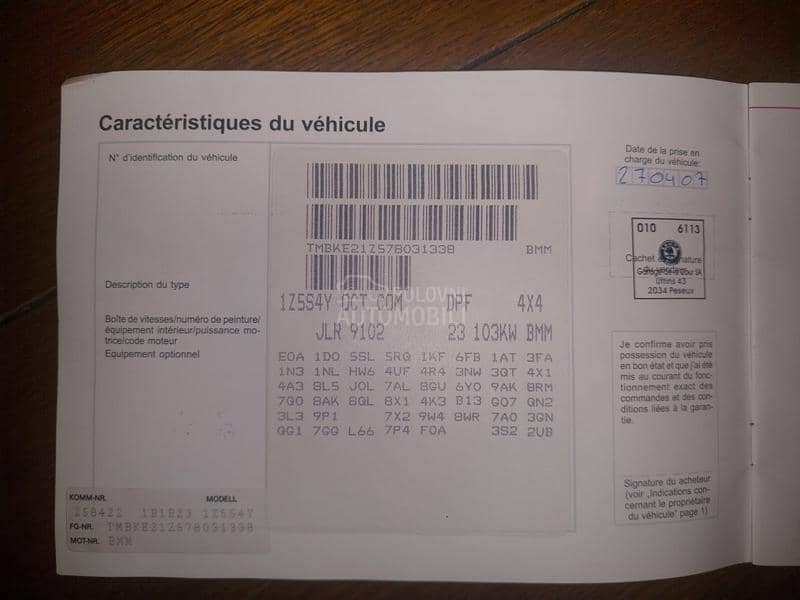 Caractéristiques du véhicule
N° d'identification du véhicule
TMBKE21Z578031338 BMM
Description du type
1Z554Y OCT.COM DPF 4X4
POLOVNI
AUTOMOBILI
Boîte de vitesses/numéro de peinture/
équipement intérieur/puissance mo-
trice/code moteur
JLR 9102 23 103KW BMM
Equipement optionnel
E0A 1D0 5SL 5RQ 1KF 6FB 1AT 3FA
1N3 1NL HW6 4UF 4R4 3NW 3QT 4X1
4A3 8L5 J0L 7AL 8GU 6Y0 9AK 8RM
7G0 8AK 8QL 8X1 4K3 B13 G07 QN2
3L3 9P1 7X2 9W4 8WR 7A0 3GN
QG1 7GG L66 7P4 F0A 3S2 2UB
KOMM-NR. MODELL
258422 1B1B23 1Z554Y
FG-NR. TMBKE21Z578031338
MOT-NR. BMM
Date de la prise en
charge du véhicule:
270407
010 6113
Cachet
2034 Peseux
Je confirme avoir pris
possession du véhicule
en bon état et que j'ai été
mis au courant du fonc-
tionnement exact des
commandes et des con-
ditions liées à la garan-
tie.
Signature du acheteur
(voir „Indications con-
cernant le propriétaire
du véhicule" page 1)